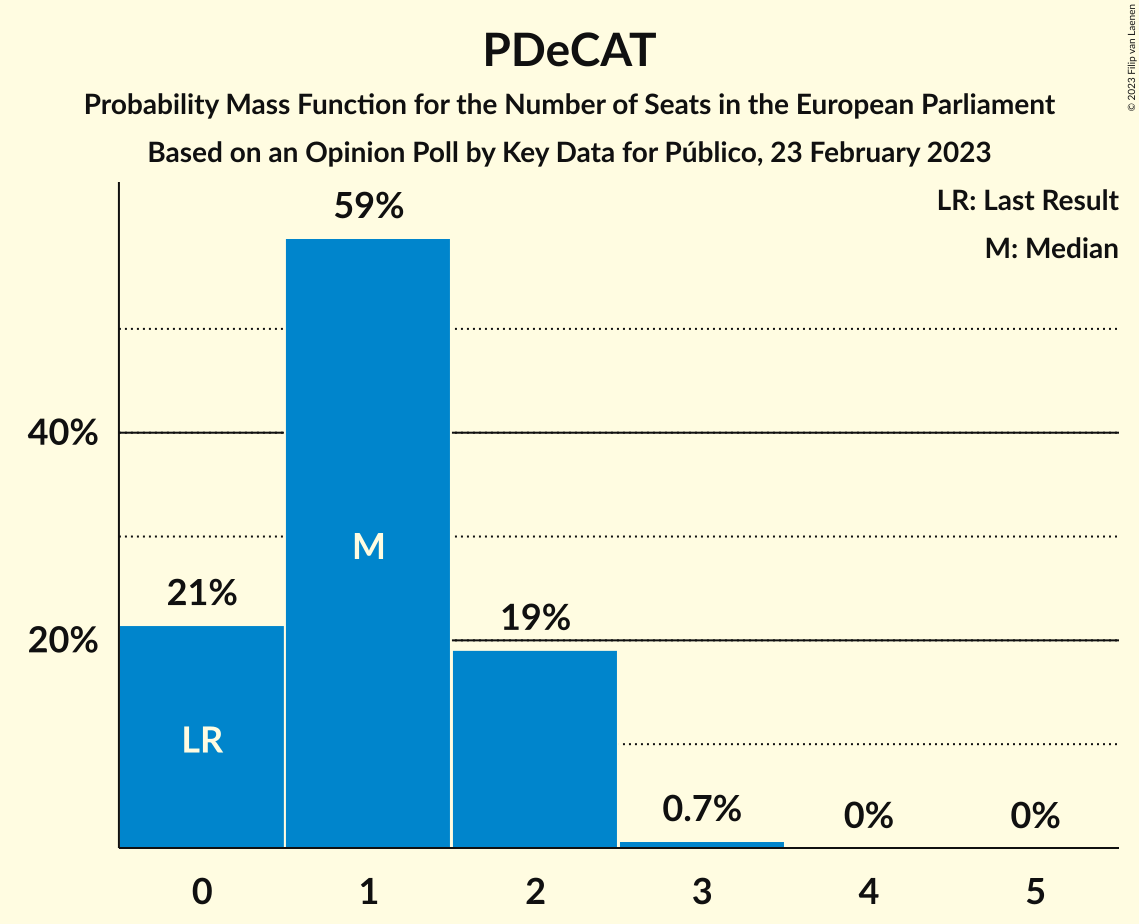 PDeCAT
Probability Mass Function for the Number of Seats in the European Parliament
Based on an Opinion Poll by Key Data for Público, 23 February 2023
© 2023 Filip van Laenen
LR: Last Result
M: Median
59%
40%
M
21%
19%
20%
LR
0.7%
0%
0%
0
1
2
3
4
5